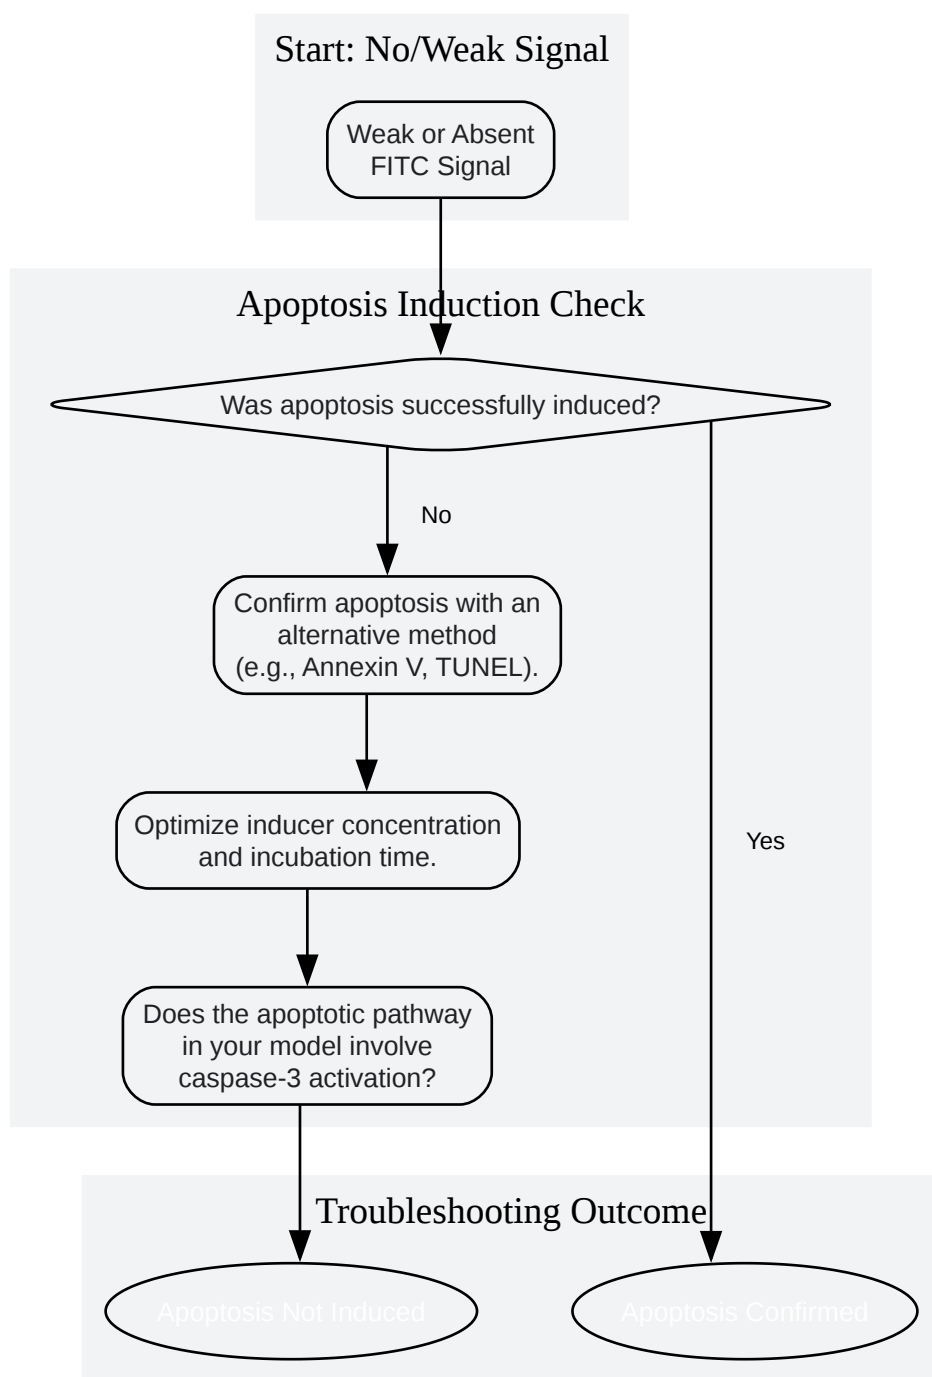 Start: No/Weak Signal
Weak or Absent
FITC Signal
Apoptosis Induction Check
Was apoptosis successfully induced?
No
Confirm apoptosis with an
alternative method
(e.g., Annexin V, TUNEL).
Optimize inducer concentration
and incubation time.
Yes
Does the apoptotic pathway
in your model involve
caspase-3 activation?
Troubleshooting Outcome
Apoptosis Not Induced
Apoptosis Confirmed